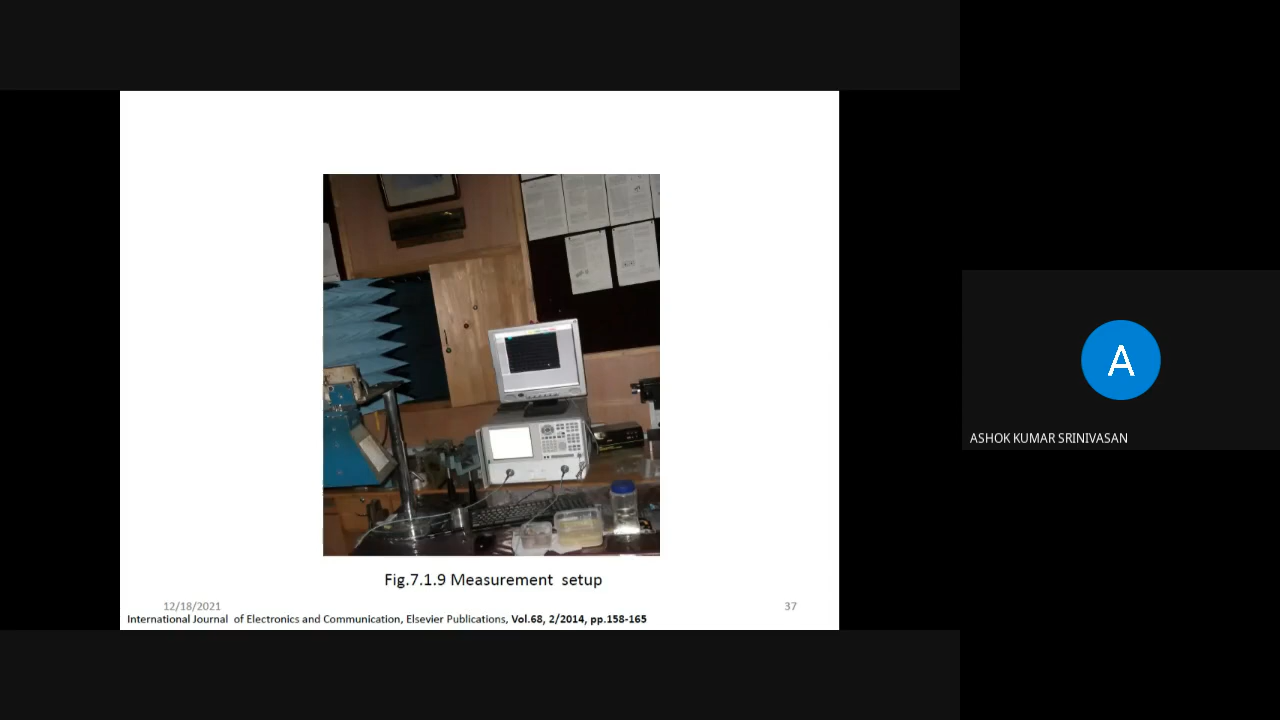 Fig.7.1.9 Measurement setup
12/18/2021
37
International Journal of Electronics and Communication, Elsevier Publications, Vol.68, 2/2014, pp.158-165
A
ASHOK KUMAR SRINIVASAN